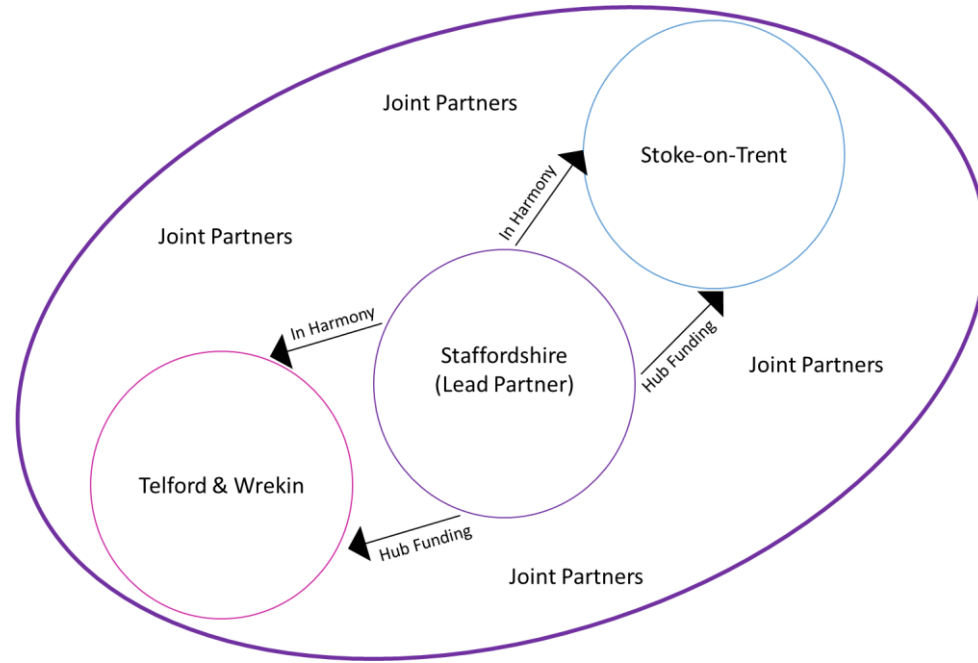 Joint Partners
Stoke-on-Trent
In Harmony
Joint Partners
In Harmony
Staffordshire
(Lead Partner)
Hub Funding
Joint Partners
Telford & Wrekin
Hub Funding
Joint Partners